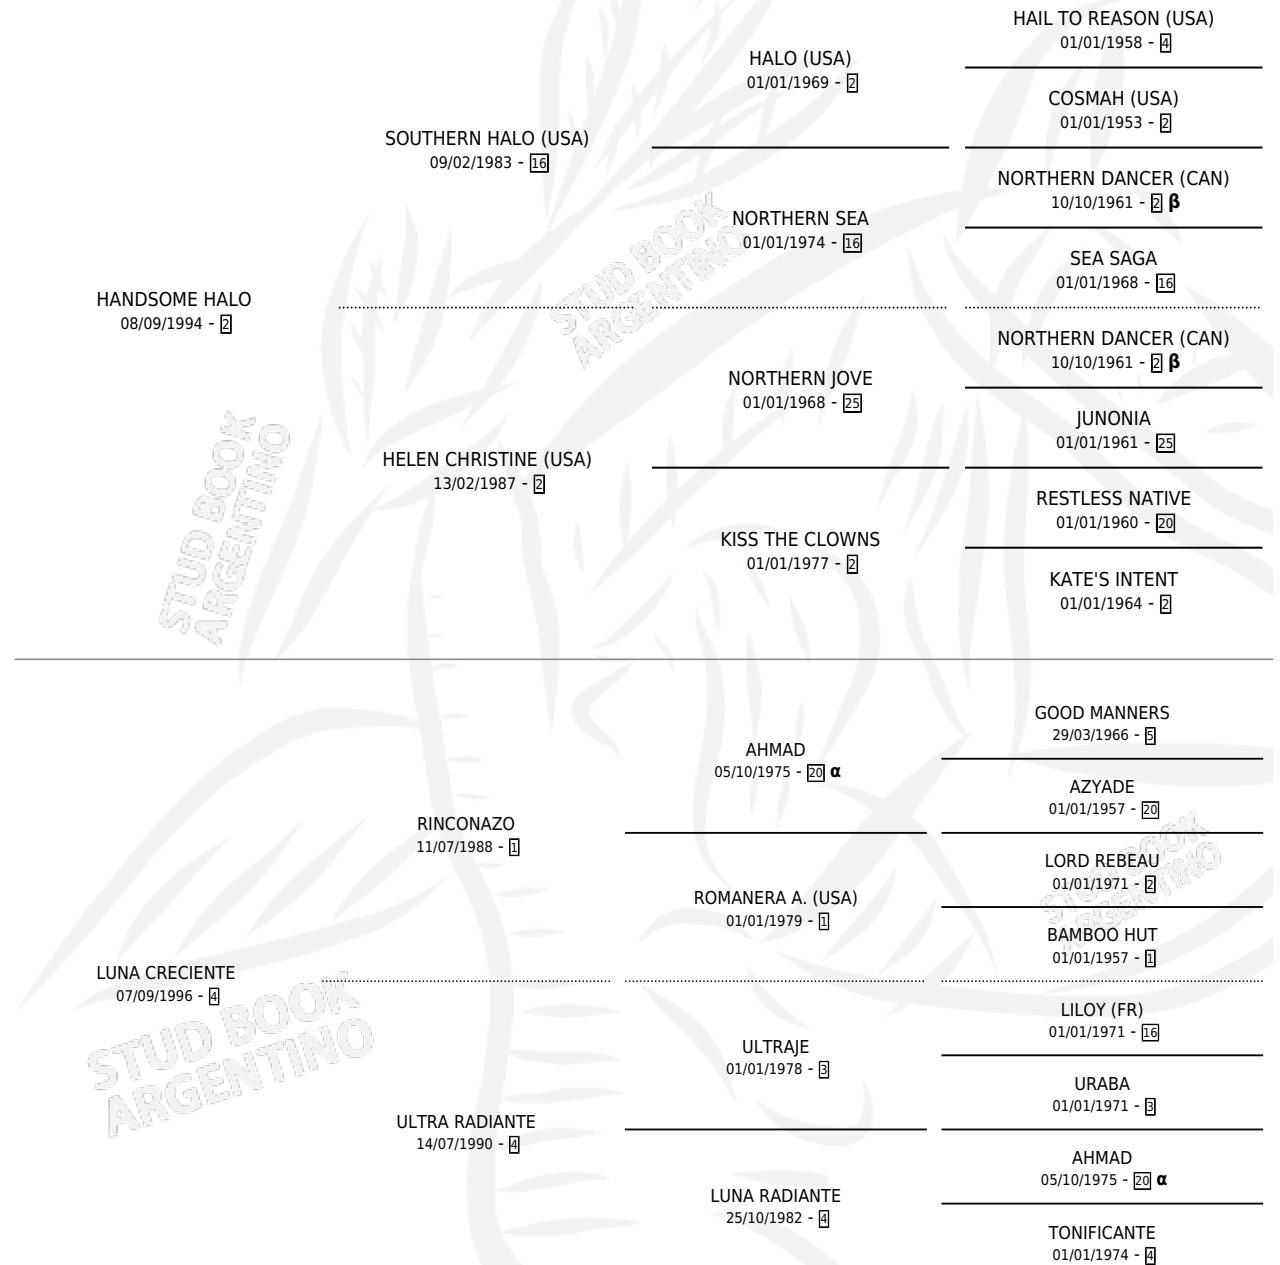 HAIL TO REASON (USA)
01/01/1958 - 4
HALO (USA)
01/01/1969 - 2
COSMAH (USA)
01/01/1953 - 2
SOUTHERN HALO (USA)
09/02/1983 - 16
NORTHERN DANCER (CAN)
10/10/1961 - 2 β
NORTHERN SEA
01/01/1974 - 16
SEA SAGA
01/01/1968 - 16
HANDSOME HALO
08/09/1994 - 2
NORTHERN DANCER (CAN)
10/10/1961 - 2 β
NORTHERN JOVE
01/01/1968 - 25
JUNONIA
01/01/1961 - 25
HELEN CHRISTINE (USA)
13/02/1987 - 2
RESTLESS NATIVE
01/01/1960 - 20
KISS THE CLOWNS
01/01/1977 - 2
KATE'S INTENT
01/01/1964 - 2
GOOD MANNERS
29/03/1966 - 5
AHMAD
05/10/1975 - 20 α
AZYADE
01/01/1957 - 20
RINCONAZO
11/07/1988 - 1
LORD REBEAU
01/01/1971 - 2
ROMANERA A. (USA)
01/01/1979 - 1
BAMBOO HUT
01/01/1957 - 1
LUNA CRECIENTE
07/09/1996 - 4
LILOY (FR)
01/01/1971 - 16
ULTRAJE
01/01/1978 - 3
URABA
01/01/1971 - 3
ULTRA RADIANTE
14/07/1990 - 4
AHMAD
05/10/1975 - 20 α
LUNA RADIANTE
25/10/1982 - 4
TONIFICANTE
01/01/1974 - 4
STUD BOOK
ARGENTINO
STUD BOOK
ARGENTINO
STUD BOOK
ARGENTINO
STUD BOOK
ARGENTINO